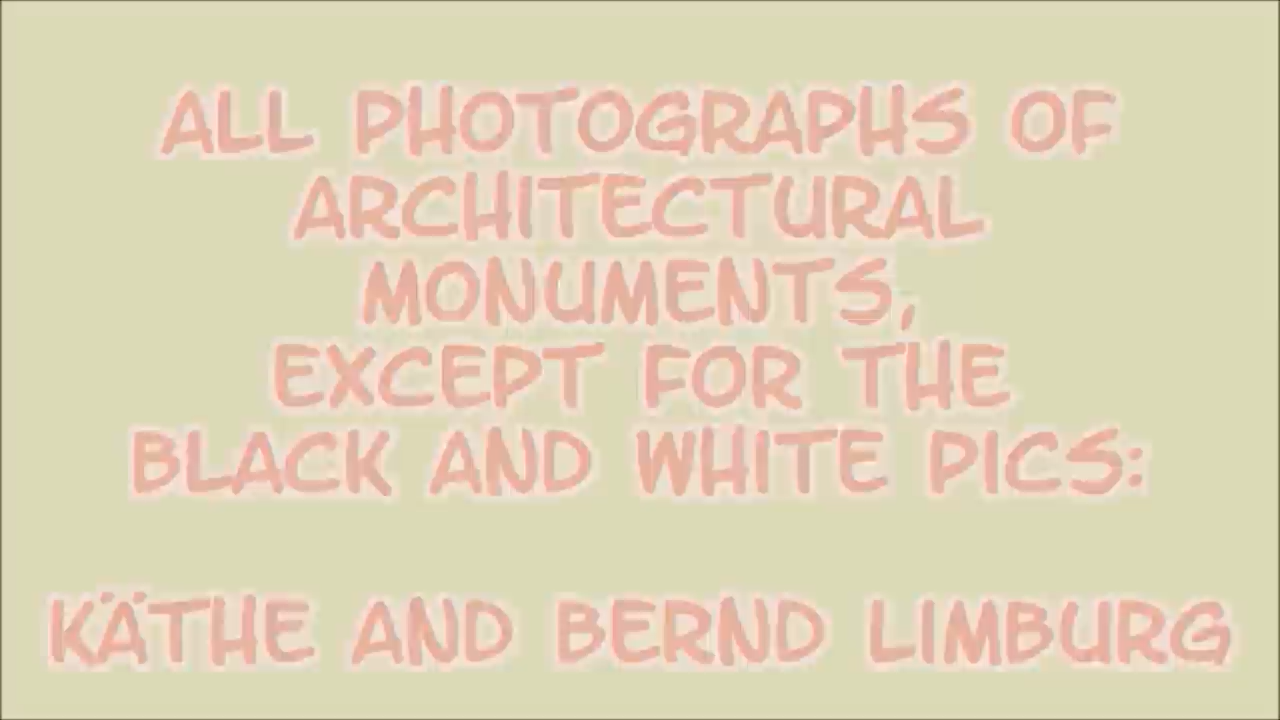 ALL PHOTOGRAPHS OF
ARCHITECTURAL
MONUMENTS,
EXCEPT FOR THE
BLACK AND WHITE PICS:
KÄTHE AND BERND LIMBURG